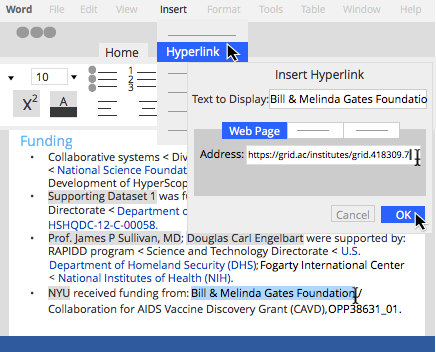 Word File Edit View Insert Format Tools Table Window Help
Home Hyperlink
10
X² A
1
2
3
Insert Hyperlink
Text to Display: Bill & Melinda Gates Foundatio
Web Page
Address: https://grid.ac/institutes/grid.418309.7
Cancel OK
Funding
• Collaborative systems < Div
< National Science Foundat
Development of HyperScop
• Supporting Dataset 1 was f
Directorate < Department o
HSHQDC-12-C-00058.
• Prof. James P Sullivan, MD; Douglas Carl Engelbart were supported by:
RAPIDD program < Science and Technology Directorate < U.S.
Department of Homeland Security (DHS); Fogarty International Center
< National Institutes of Health (NIH).
• NYU received funding from: Bill & Melinda Gates Foundation/
Collaboration for AIDS Vaccine Discovery Grant (CAVD), OPP38631_01.